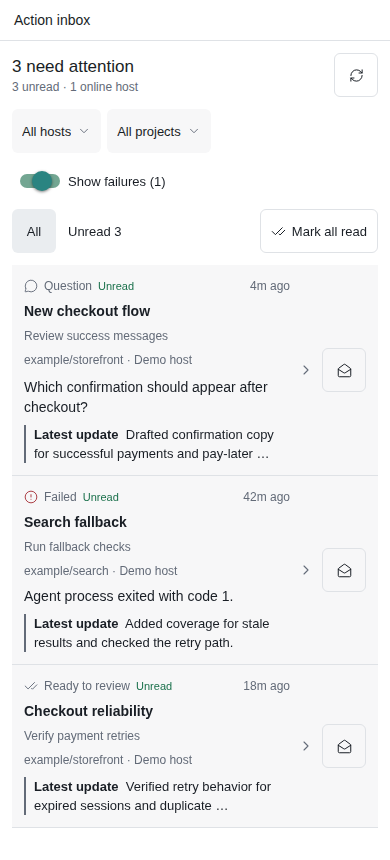 Action inbox
3 need attention
3 unread · 1 online host
All hosts
All projects
Show failures (1)
All
Unread 3
Mark all read
Question Unread 4m ago
New checkout flow
Review success messages
example/storefront · Demo host
Which confirmation should appear after
checkout?
Latest update Drafted confirmation copy
for successful payments and pay-later …
Failed Unread 42m ago
Search fallback
Run fallback checks
example/search · Demo host
Agent process exited with code 1.
Latest update Added coverage for stale
results and checked the retry path.
Ready to review Unread 18m ago
Checkout reliability
Verify payment retries
example/storefront · Demo host
Latest update Verified retry behavior for
expired sessions and duplicate …